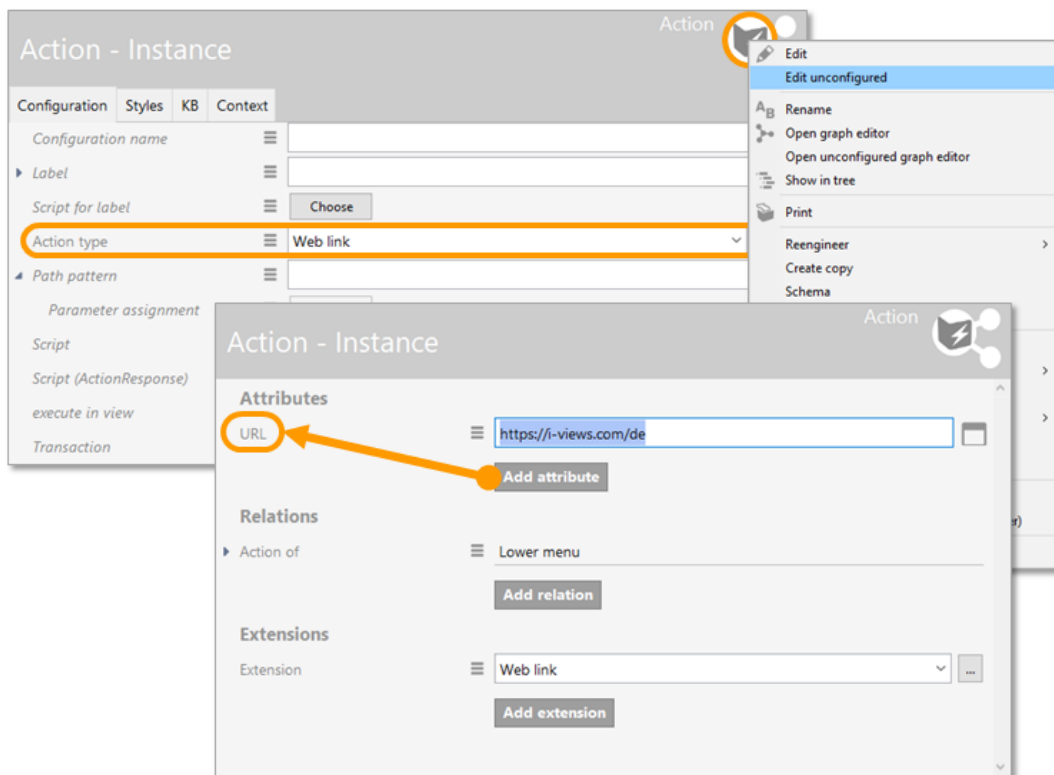 Action
Action - Instance
Edit
Edit unconfigured
Configuration Styles KB Context
Rename
Configuration name
Open graph editor
Open unconfigured graph editor
Label
Show in tree
Script for label Choose
Print
Action type Web link
Reengineer
Path pattern
Create copy
Schema
Parameter assignment
Script
Script (ActionResponse)
execute in view
Transaction
Action
Action - Instance
Attributes
URL https://i-views.com/de
Add attribute
Relations
Action of Lower menu
Add relation
Extensions
Extension Web link ...
Add extension